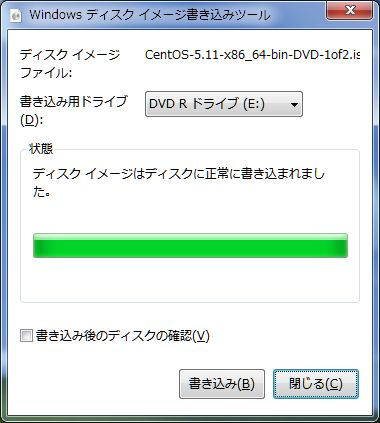 Windows ディスク イメージ書き込みツール
ディスク イメージ CentOS-5.11-x86_64-bin-DVD-1of2.is
ファイル:
書き込み用ドライブ DVD R ドライブ (E:)
(D):
状態
ディスク イメージはディスクに正常に書き込まれまし
た。
書き込み後のディスクの確認(V)
書き込み(B) 閉じる(C)